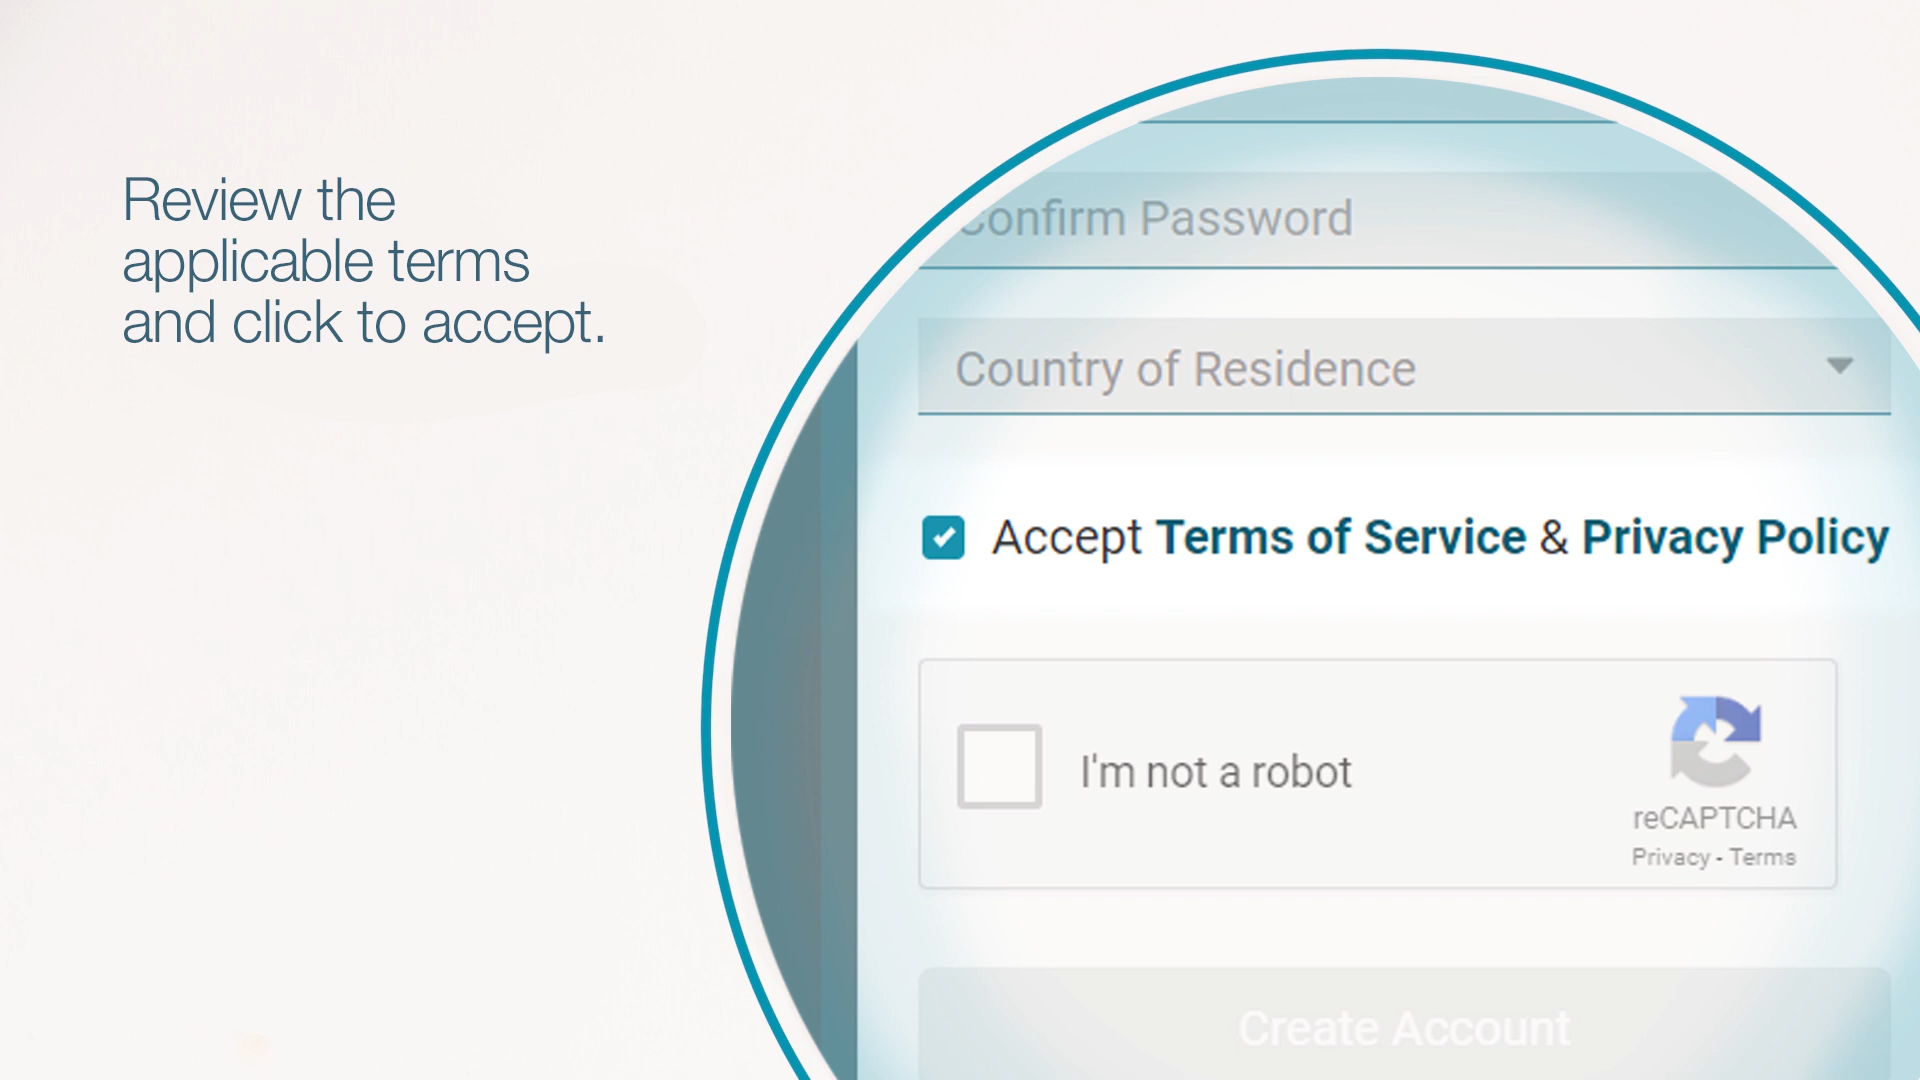 Review the
applicable terms
and click to accept.
Confirm Password
Country of Residence
Accept Terms of Service & Privacy Policy
I'm not a robot
reCAPTCHA
Privacy - Terms
Create Account